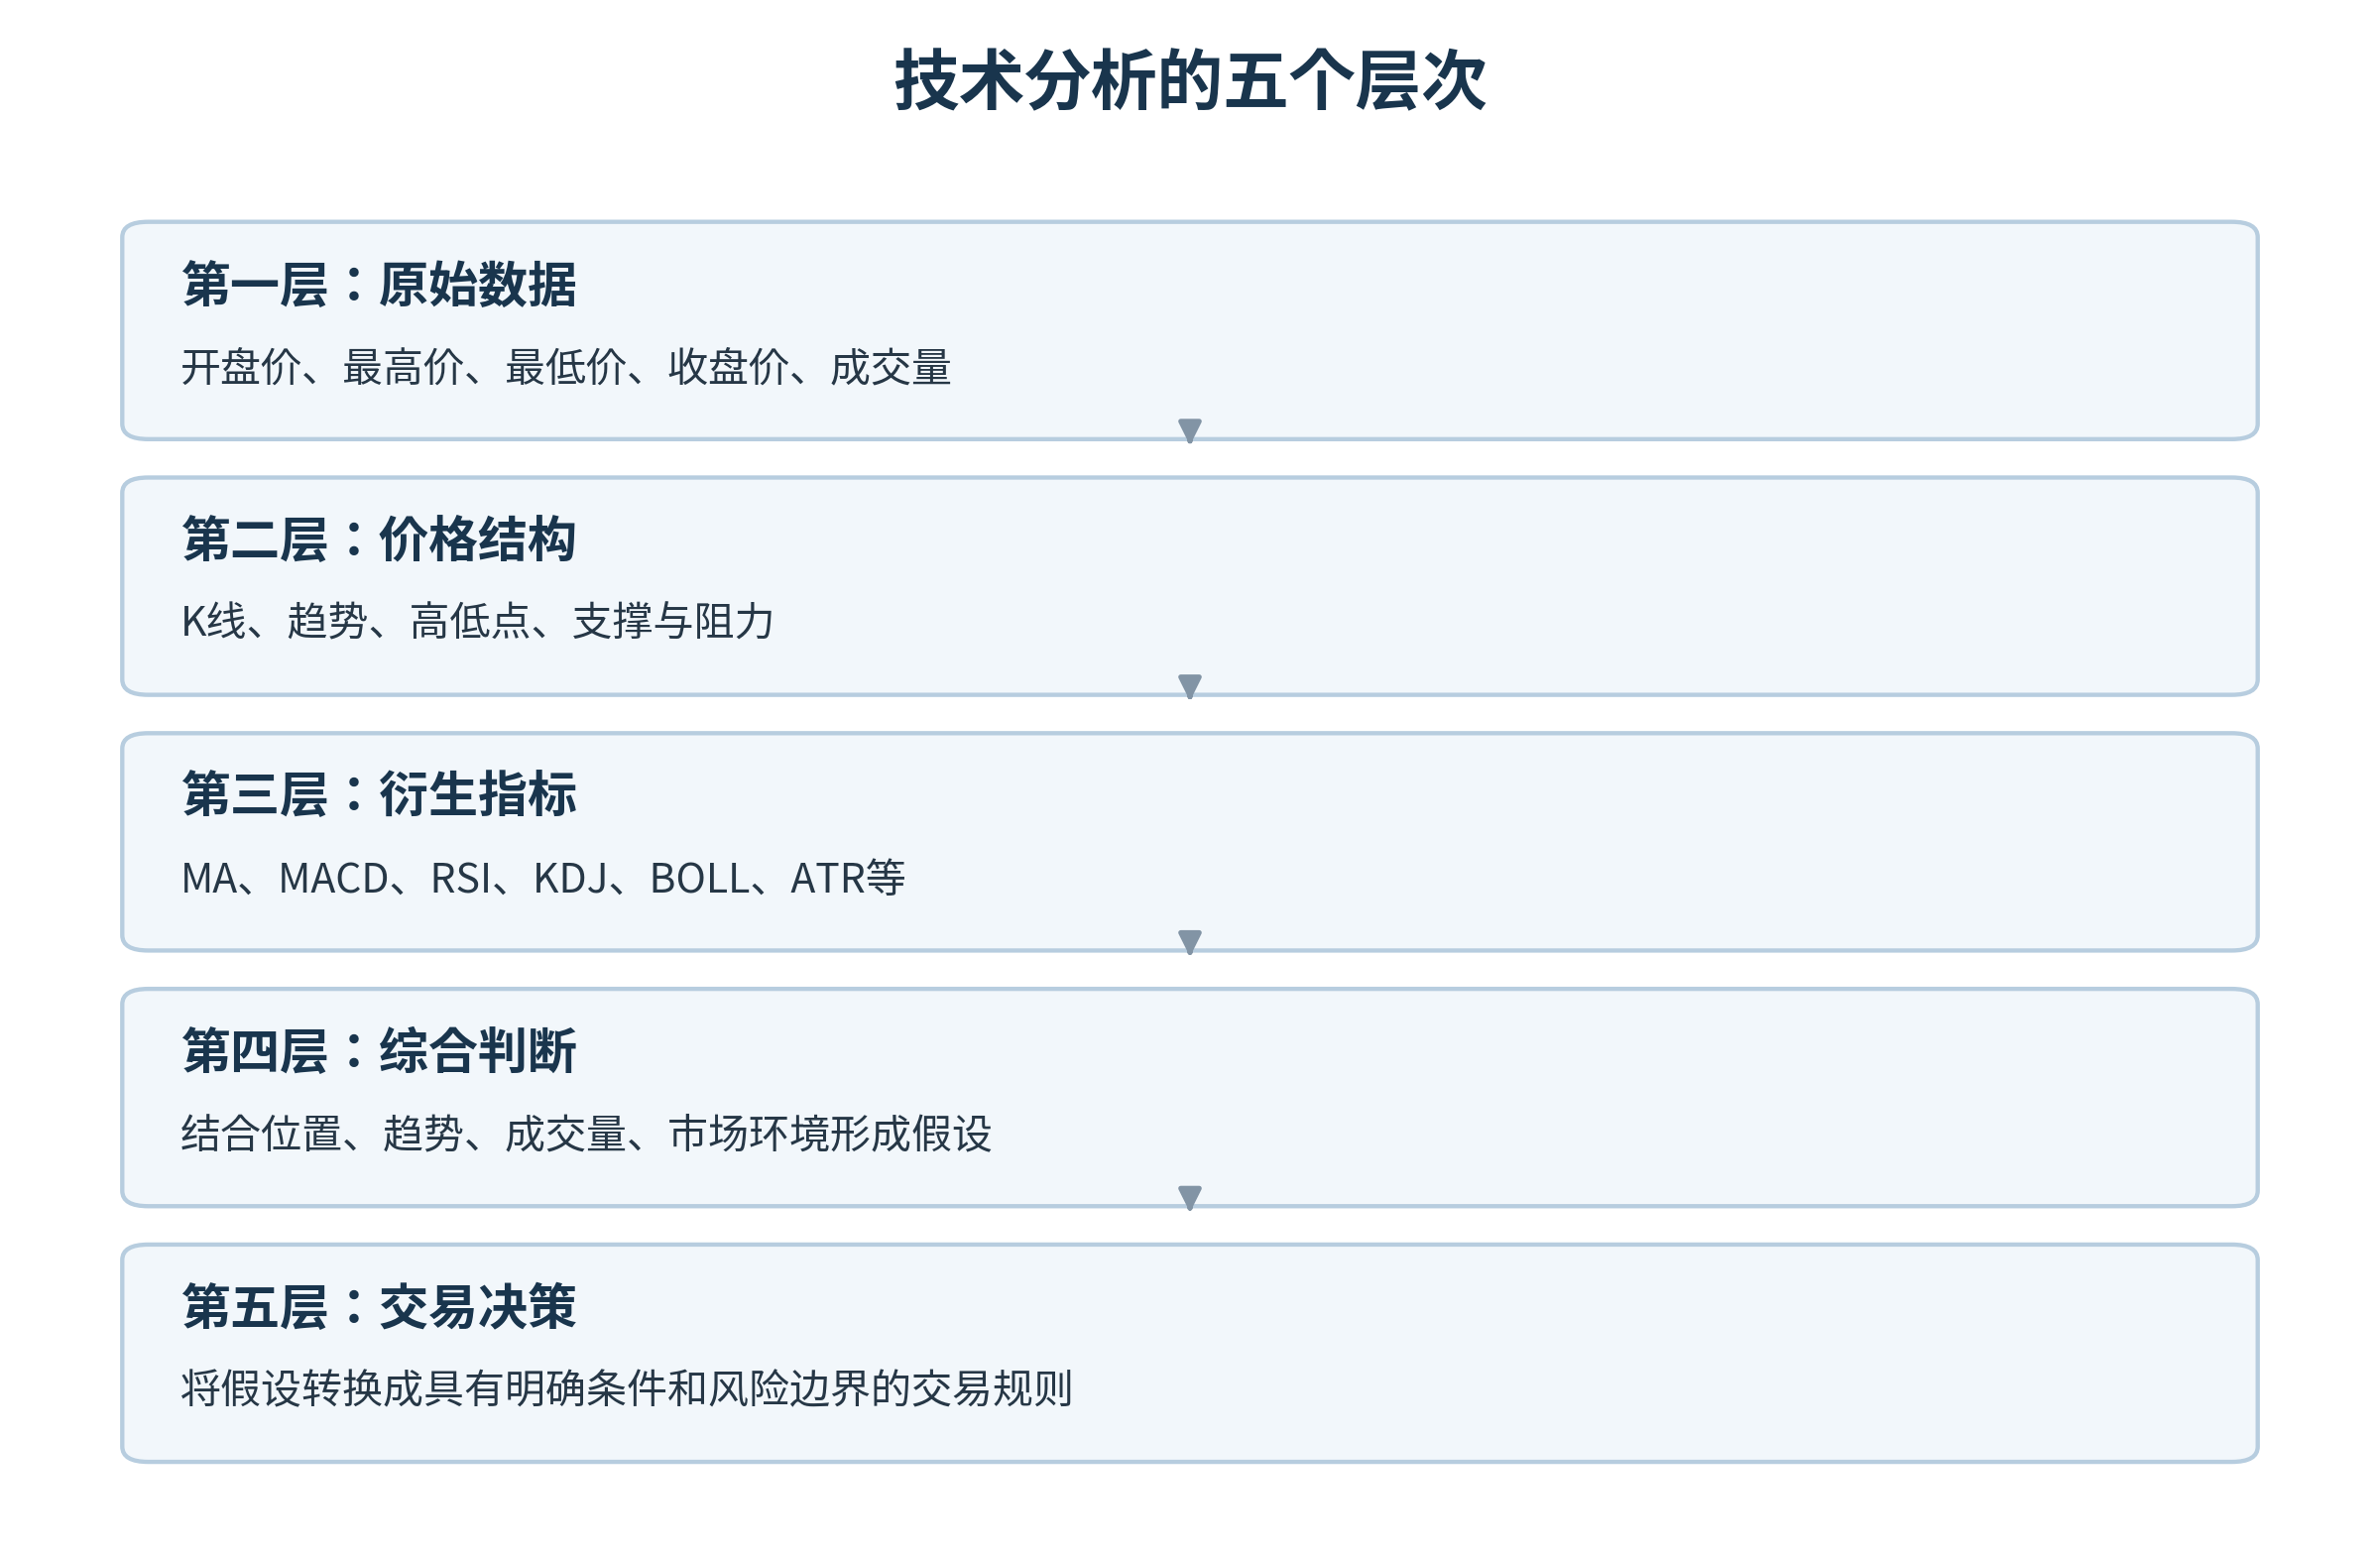 技术分析的五个层次
第一层：原始数据
开盘价、最高价、最低价、收盘价、成交量
第二层：价格结构
K线、趋势、高低点、支撑与阻力
第三层：衍生指标
MA、MACD、RSI、KDJ、BOLL、ATR等
第四层：综合判断
结合位置、趋势、成交量、市场环境形成假设
第五层：交易决策
将假设转换成具有明确条件和风险边界的交易规则